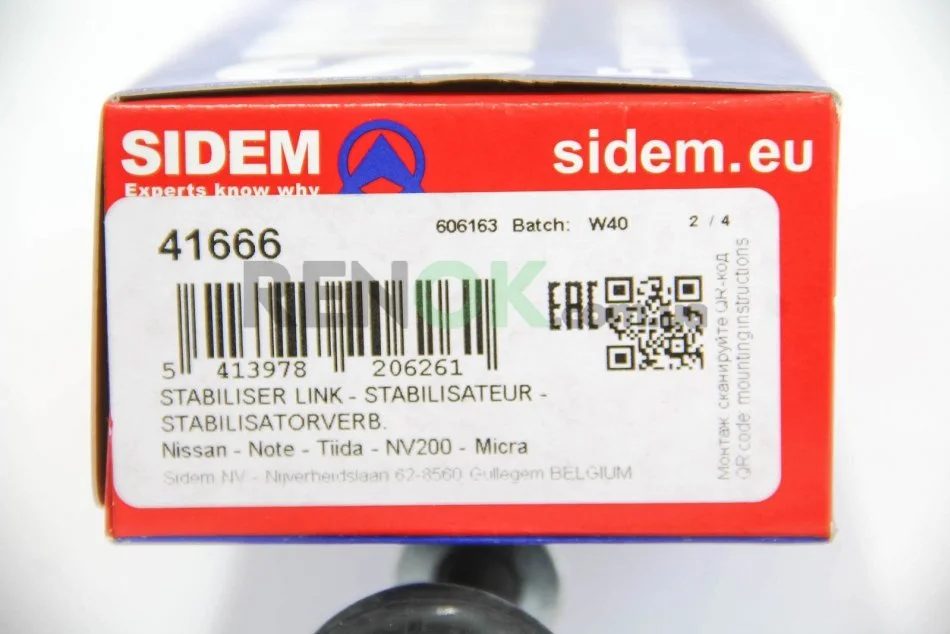 SIDEM
Experts know why
sidem.eu
41666
606163 Batch: W40 2 / 4
RENOK
EAC
5 413978 206261
STABILISER LINK - STABILISATEUR -
STABILISATORVERB.
Nissan - Note - Tiida - NV200 - Micra
Sidem NV - Nijverheidslaan 62-8560 Gullegem BELGIUM
Монтаж сканируйте QR-код
QR code mounting instructions